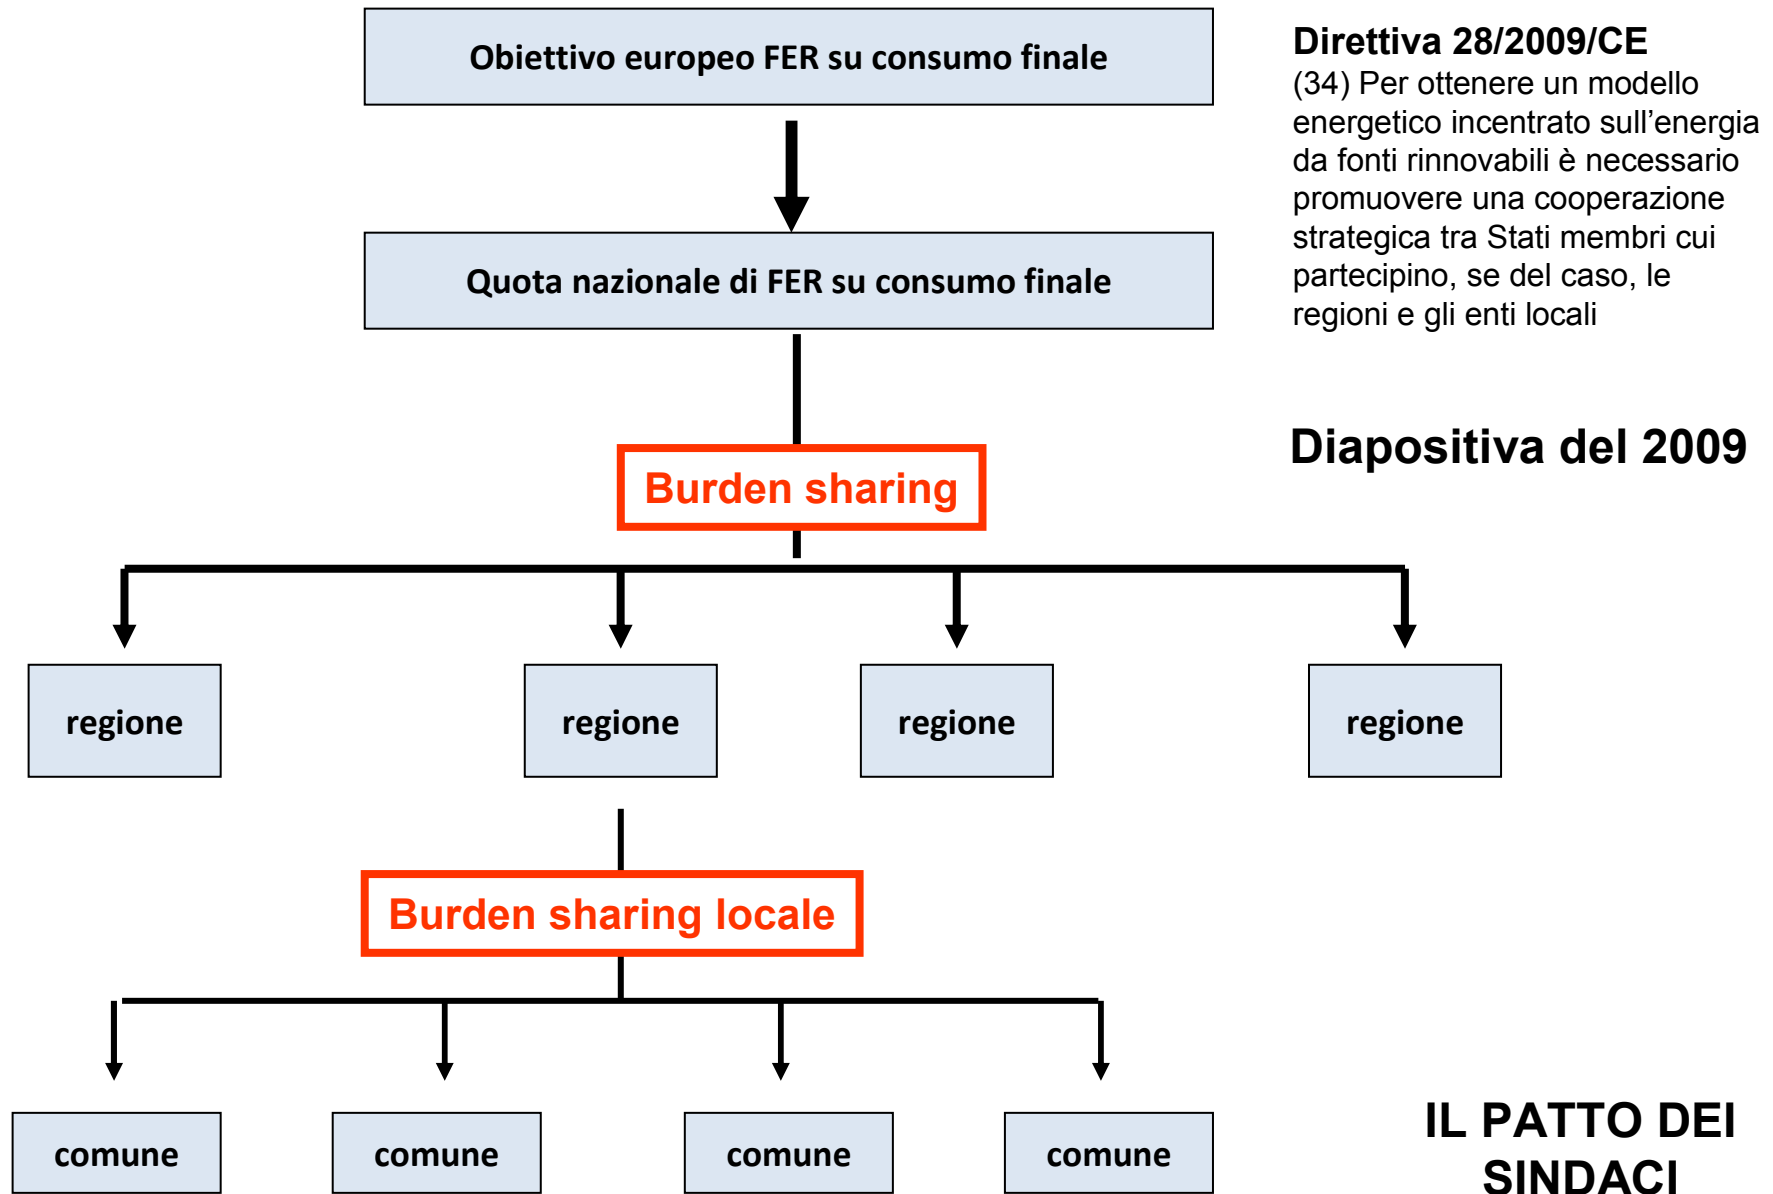 Obiettivo europeo FER su consumo finale
Direttiva 28/2009/CE
(34) Per ottenere un modello
energetico incentrato sull’energia
da fonti rinnovabili è necessario
promuovere una cooperazione
strategica tra Stati membri cui
partecipino, se del caso, le
regioni e gli enti locali
Quota nazionale di FER su consumo finale
Diapositiva del 2009
Burden sharing
regione
regione
regione
regione
Burden sharing locale
comune
comune
comune
comune
IL PATTO DEI
SINDACI